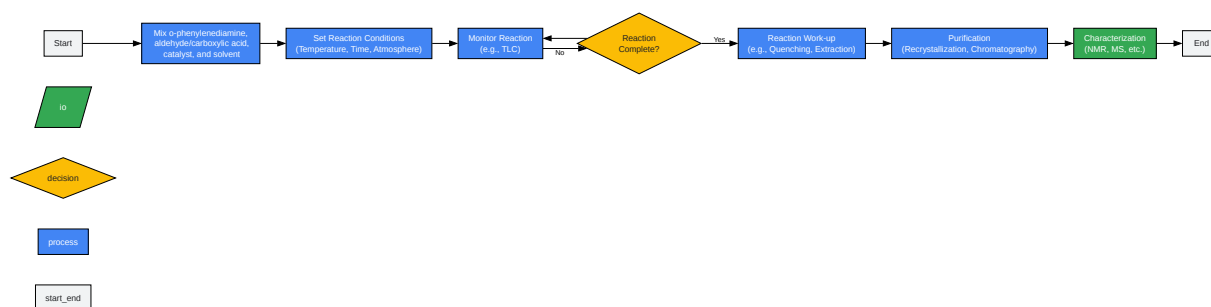 Start
Mix o-phenylenediamine,
aldehyde/carboxylic acid,
catalyst, and solvent
Set Reaction Conditions
(Temperature, Time, Atmosphere)
Monitor Reaction
(e.g., TLC)
No
Reaction
Complete?
Yes
Reaction Work-up
(e.g., Quenching, Extraction)
Purification
(Recrystallization, Chromatography)
Characterization
(NMR, MS, etc.)
End
io
decision
process
start_end